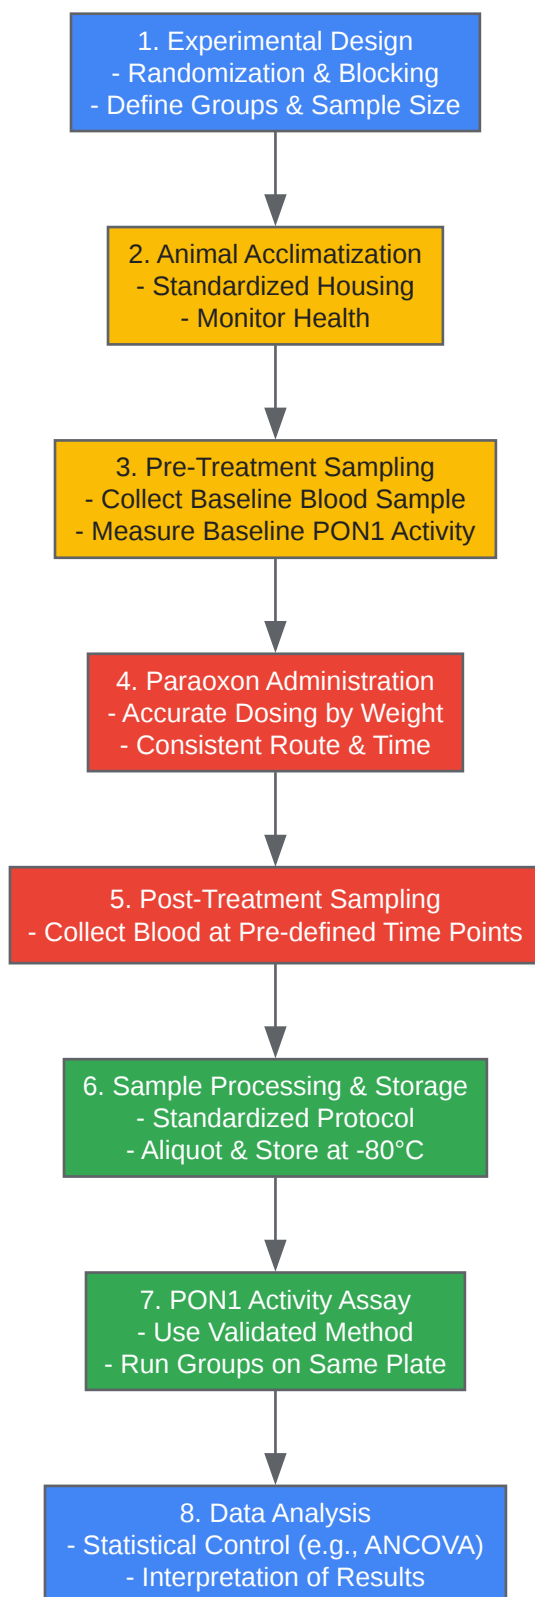 1. Experimental Design
- Randomization & Blocking
- Define Groups & Sample Size
2. Animal Acclimatization
- Standardized Housing
- Monitor Health
3. Pre-Treatment Sampling
- Collect Baseline Blood Sample
- Measure Baseline PON1 Activity
4. Paraoxon Administration
- Accurate Dosing by Weight
- Consistent Route & Time
5. Post-Treatment Sampling
- Collect Blood at Pre-defined Time Points
6. Sample Processing & Storage
- Standardized Protocol
- Aliquot & Store at -80°C
7. PON1 Activity Assay
- Use Validated Method
- Run Groups on Same Plate
8. Data Analysis
- Statistical Control (e.g., ANCOVA)
- Interpretation of Results